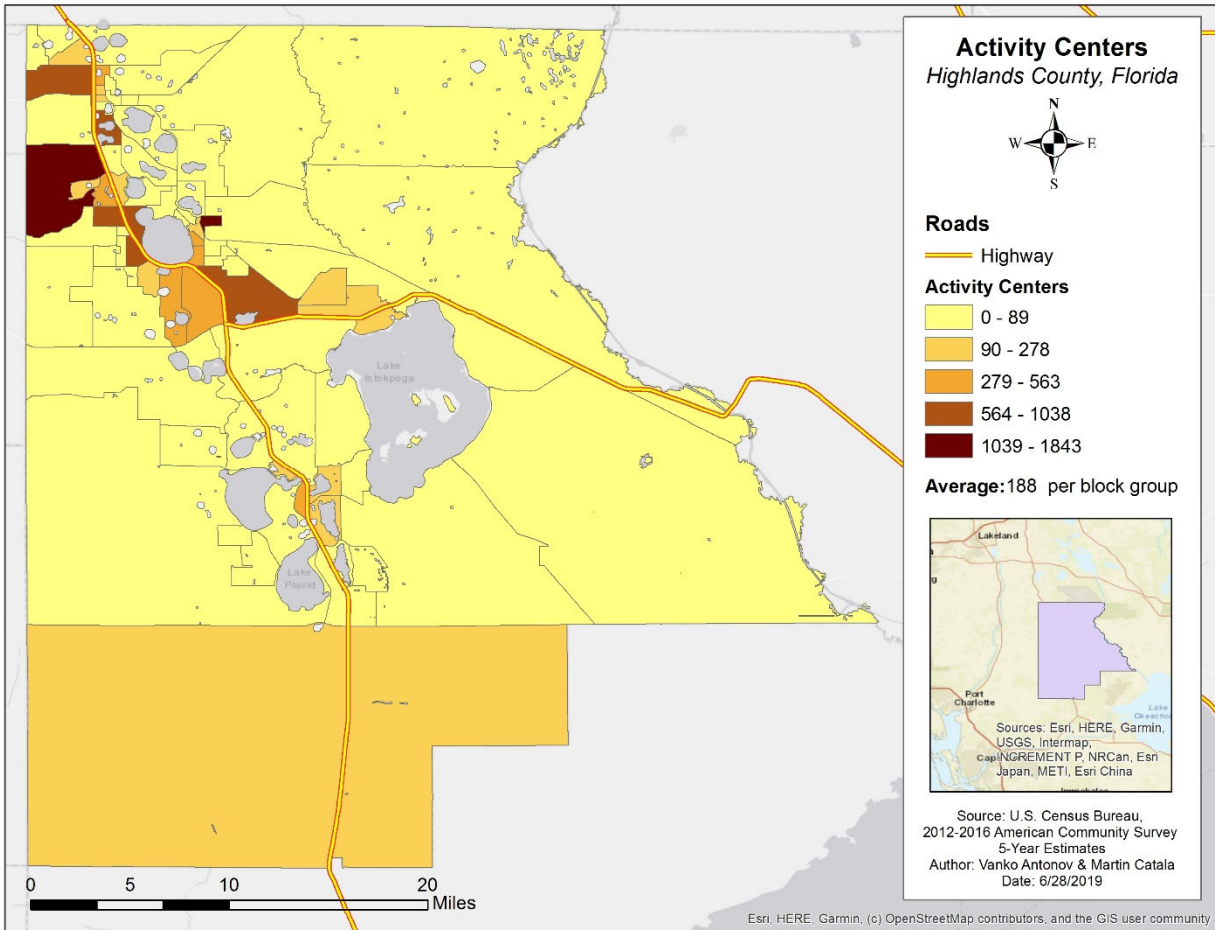 Activity Centers
Highlands County, Florida
N
W E
S
Roads
Highway
Activity Centers
0 - 89
90 - 278
279 - 563
564 - 1038
1039 - 1843
Average:188 per block group
Lakeland
Port
Charlotte
Lake
Okeechob
Cap
Sources: Esri, HERE, Garmin,
USGS, Intermap,
INCREMENT P, NRCan, Esri
Japan, METI, Esri China
Source: U.S. Census Bureau,
2012-2016 American Community Survey
5-Year Estimates
Author: Vanko Antonov & Martin Catala
Date: 6/28/2019
Lake
Istokpoga
Lake
Placid
0 5 10 20
Miles
Esri, HERE, Garmin, (c) OpenStreetMap contributors, and the GIS user community